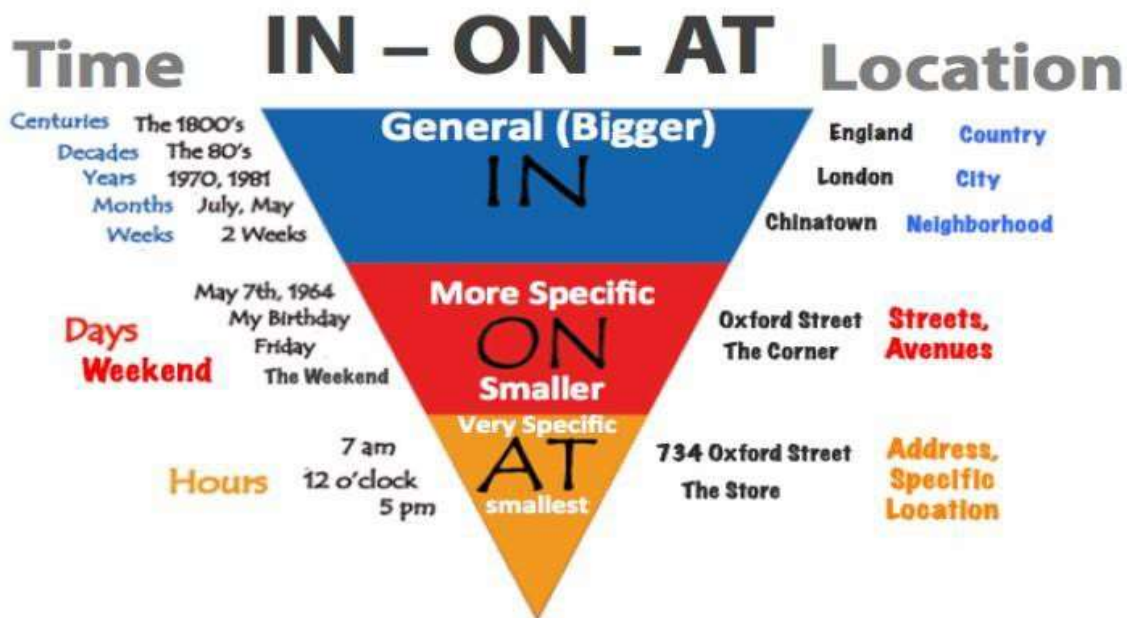 IN – ON - AT
Time
Location
Centuries The 1800's
Decades The 80's
Years 1970, 1981
Months July, May
Weeks 2 Weeks
General (Bigger)
IN
England Country
London City
Chinatown Neighborhood
Days
Weekend
May 7th, 1964
My Birthday
Friday
The Weekend
More Specific
ON
Smaller
Oxford Street
The Corner
Streets,
Avenues
Hours
7 am
12 o'clock
5 pm
Very Specific
AT
smallest
734 Oxford Street
The Store
Address,
Specific
Location